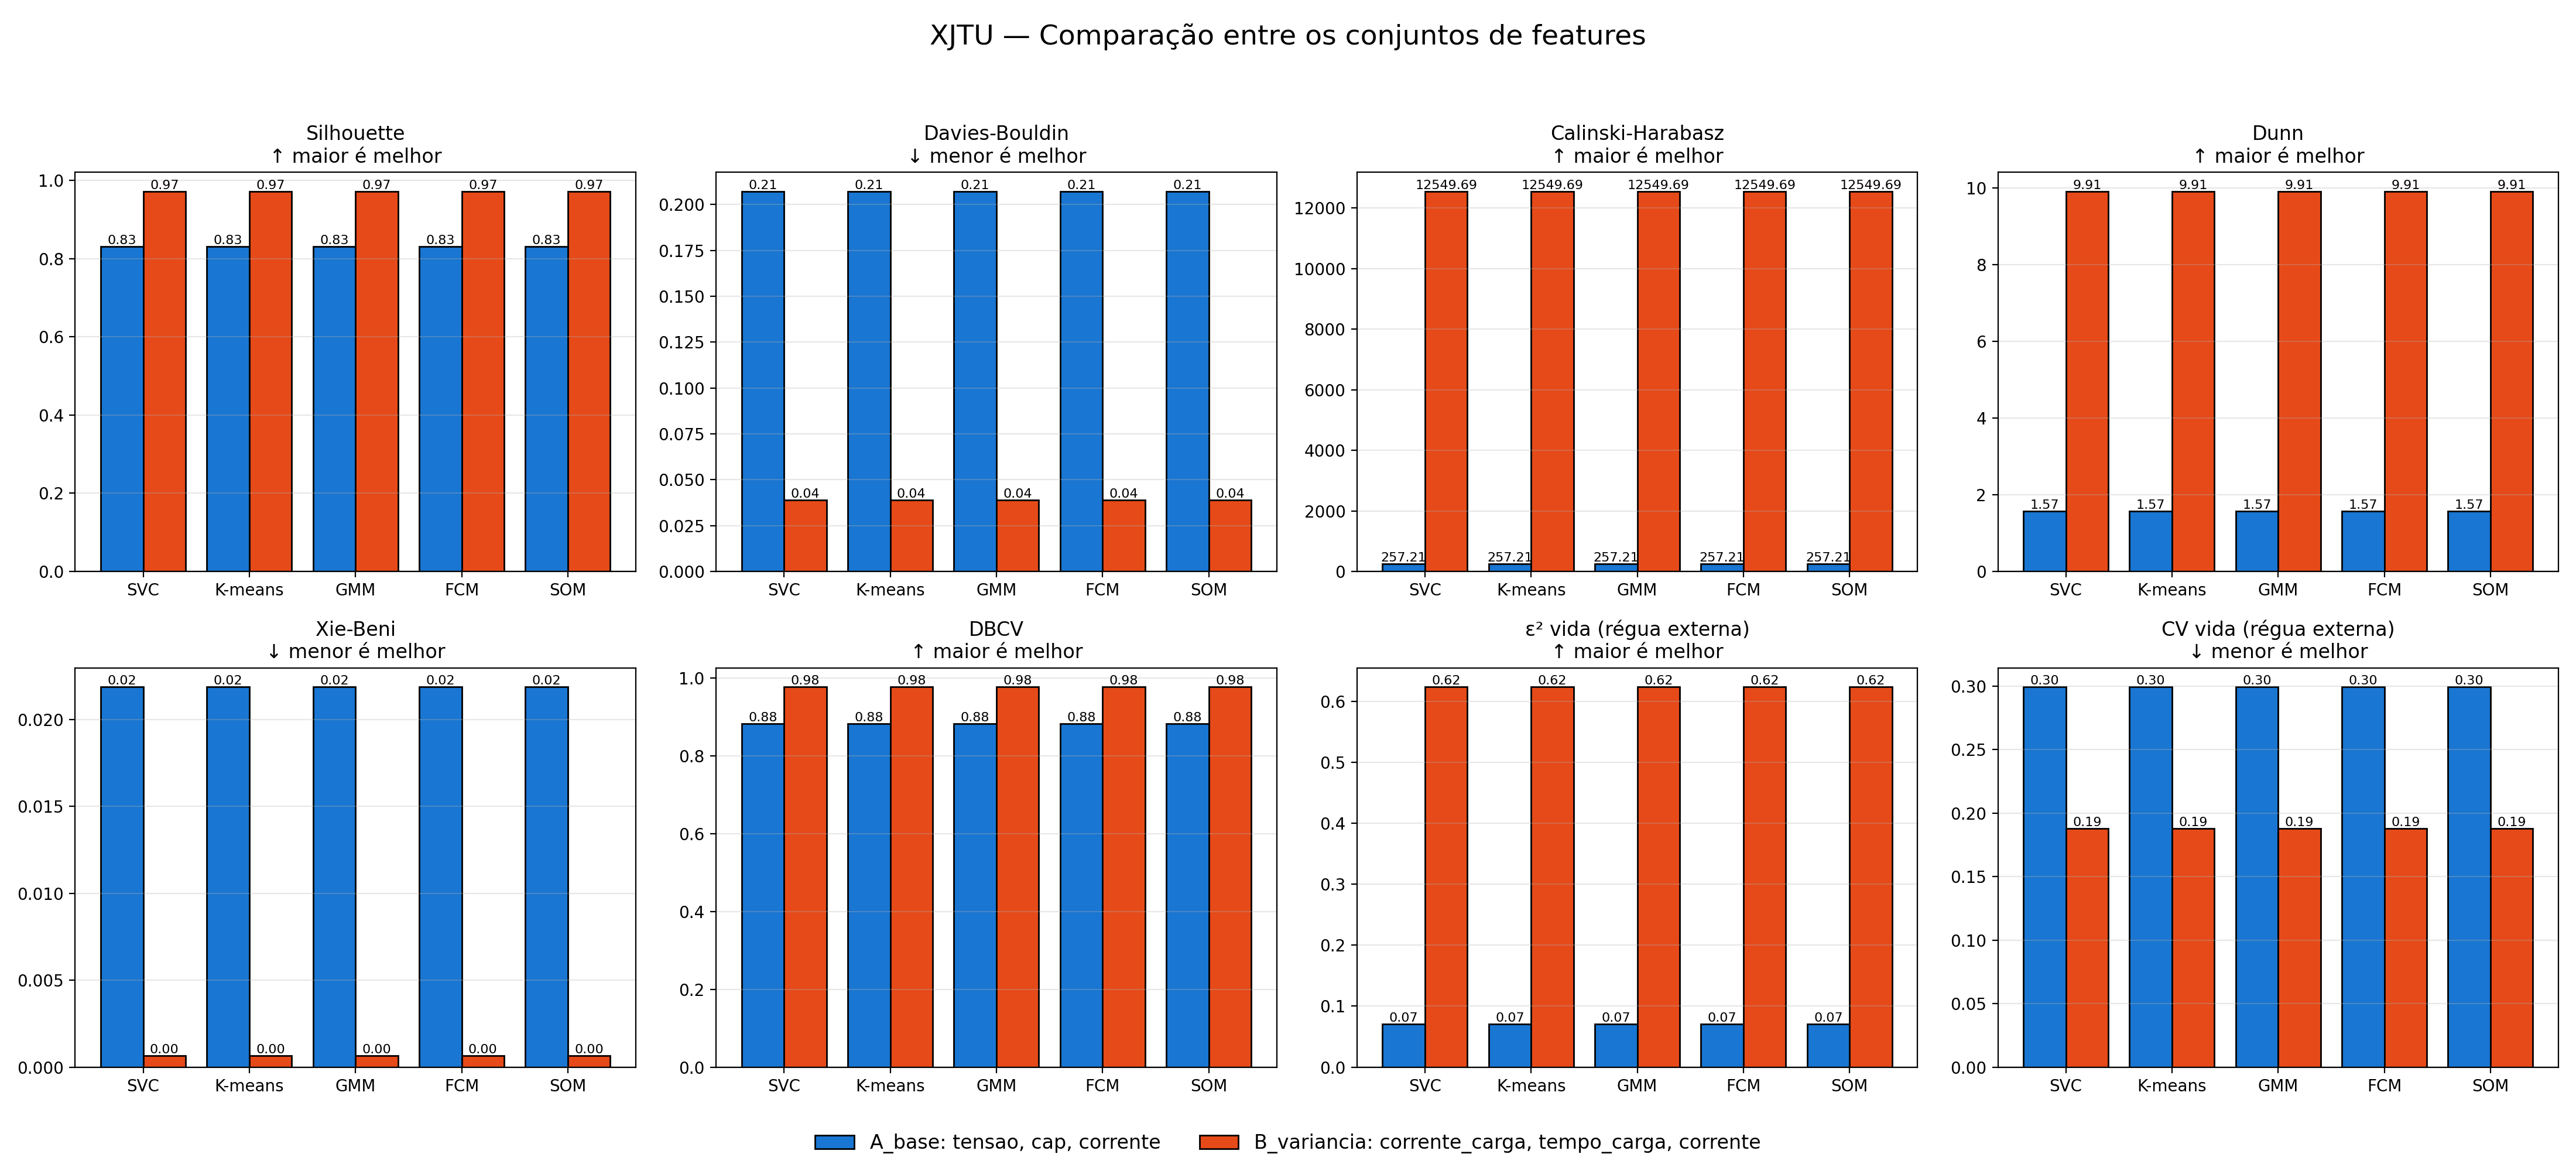 XJTU — Comparação entre os conjuntos de features
Silhouette
↑ maior é melhor
1.0
0.8
0.6
0.4
0.2
0.0
0.83 0.97 0.83 0.97 0.83 0.97 0.83 0.97 0.83 0.97
SVC K-means GMM FCM SOM
Davies-Bouldin
↓ menor é melhor
0.200
0.175
0.150
0.125
0.100
0.075
0.050
0.025
0.000
0.21 0.04 0.21 0.04 0.21 0.04 0.21 0.04 0.21 0.04
SVC K-means GMM FCM SOM
Calinski-Harabasz
↑ maior é melhor
12000
10000
8000
6000
4000
2000
0
257.21 12549.69 257.21 12549.69 257.21 12549.69 257.21 12549.69 257.21 12549.69
SVC K-means GMM FCM SOM
Dunn
↑ maior é melhor
10
8
6
4
2
0
1.57 9.91 1.57 9.91 1.57 9.91 1.57 9.91 1.57 9.91
SVC K-means GMM FCM SOM
Xie-Beni
↓ menor é melhor
0.020
0.015
0.010
0.005
0.000
0.02 0.00 0.02 0.00 0.02 0.00 0.02 0.00 0.02 0.00
SVC K-means GMM FCM SOM
DBCV
↑ maior é melhor
1.0
0.8
0.6
0.4
0.2
0.0
0.88 0.98 0.88 0.98 0.88 0.98 0.88 0.98 0.88 0.98
SVC K-means GMM FCM SOM
ε² vida (régua externa)
↑ maior é melhor
0.6
0.5
0.4
0.3
0.2
0.1
0.0
0.07 0.62 0.07 0.62 0.07 0.62 0.07 0.62 0.07 0.62
SVC K-means GMM FCM SOM
CV vida (régua externa)
↓ menor é melhor
0.30
0.25
0.20
0.15
0.10
0.05
0.00
0.30 0.19 0.30 0.19 0.30 0.19 0.30 0.19 0.30 0.19
SVC K-means GMM FCM SOM
A_base: tensao, cap, corrente
B_variancia: corrente_carga, tempo_carga, corrente